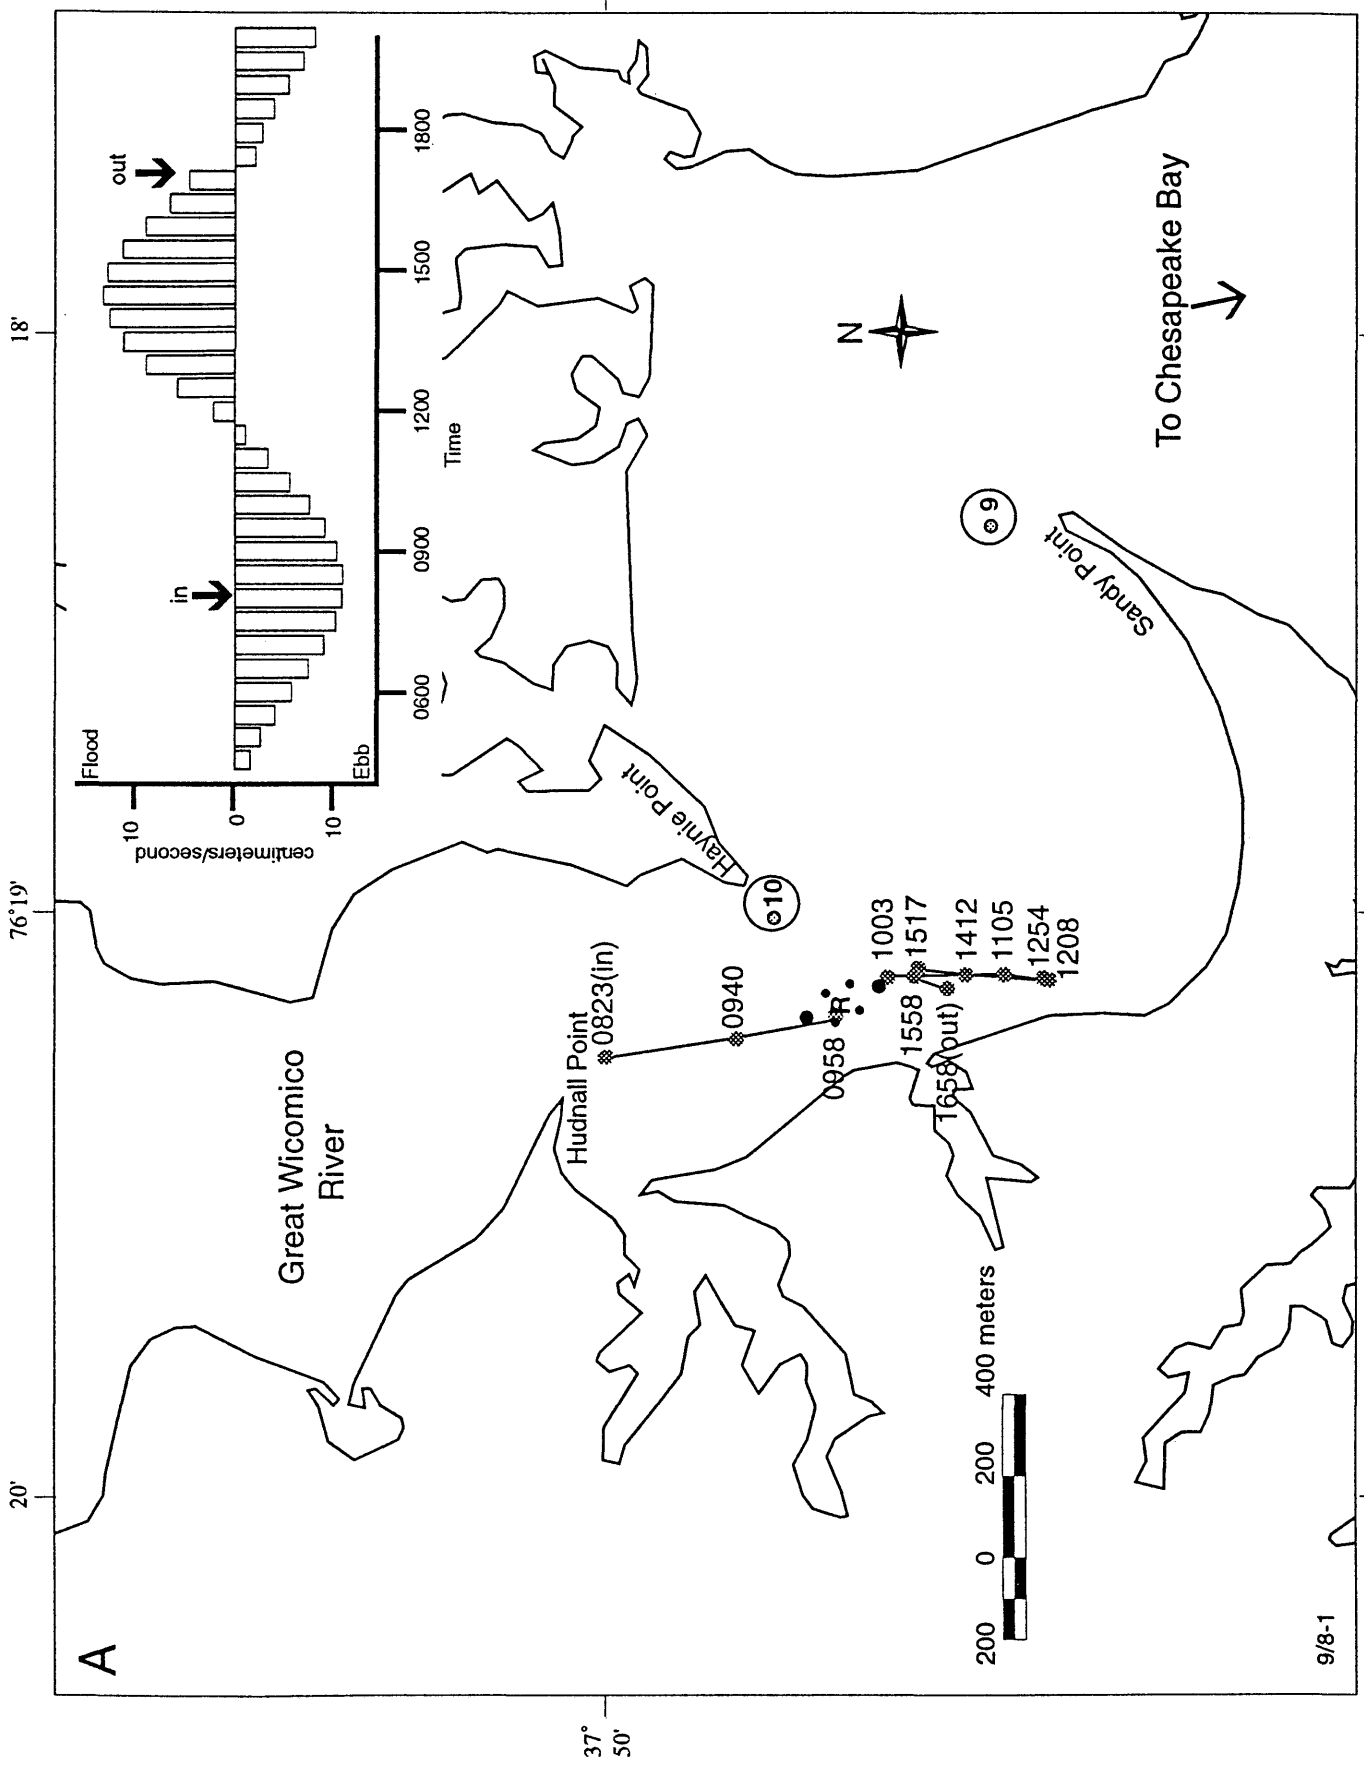 A
20'
76°19'
18'
37°
50'
Great Wicomico
River
Flood
Ebb
10
0
10
centimeters/second
in
out
0600
0900
1200
1500
1800
Time
Hudnall Point
0823(in)
0940
0958
R
1003
1517
1558
1412
1105
1254
1208
1658(out)
Haynie Point
10
9
Sandy Point
N
To Chesapeake Bay
200
0
200
400 meters
9/8-1